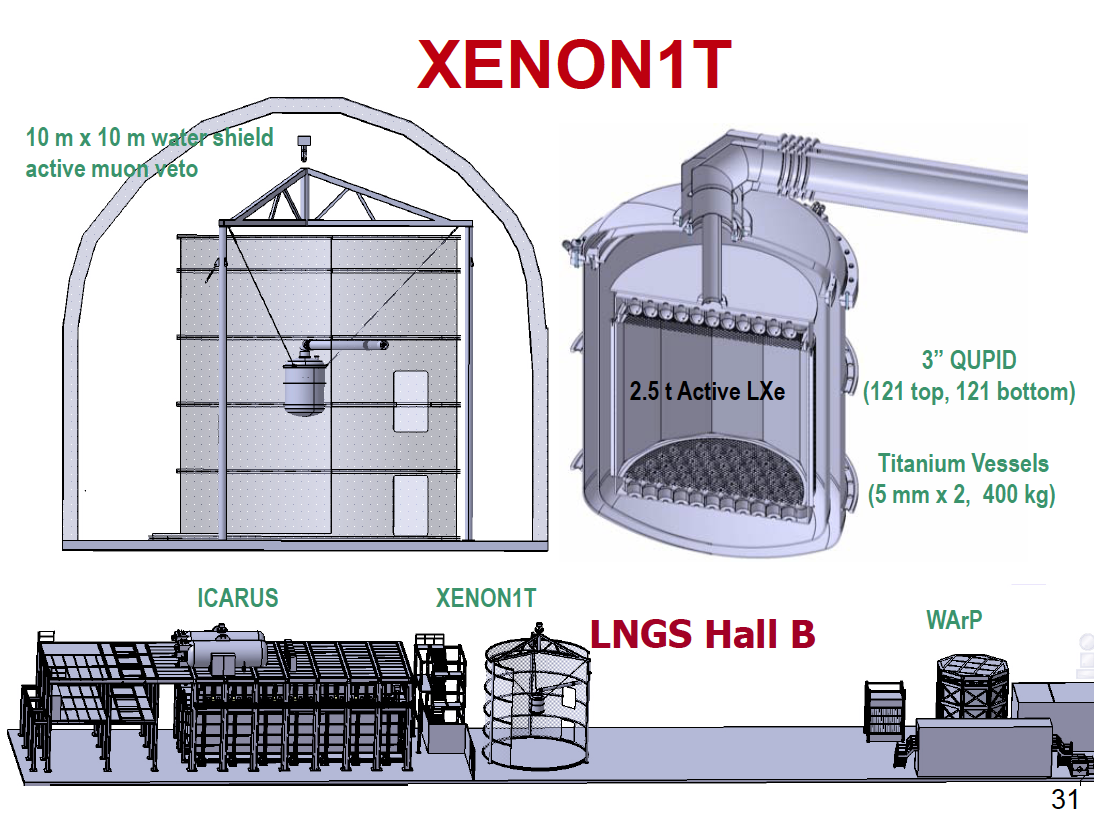 XENON1T
10 m x 10 m water shield
active muon veto
2.5 t Active LXe
3” QUPID
(121 top, 121 bottom)
Titanium Vessels
(5 mm x 2,  400 kg)
ICARUS
XENON1T
LNGS Hall B
WArP
31